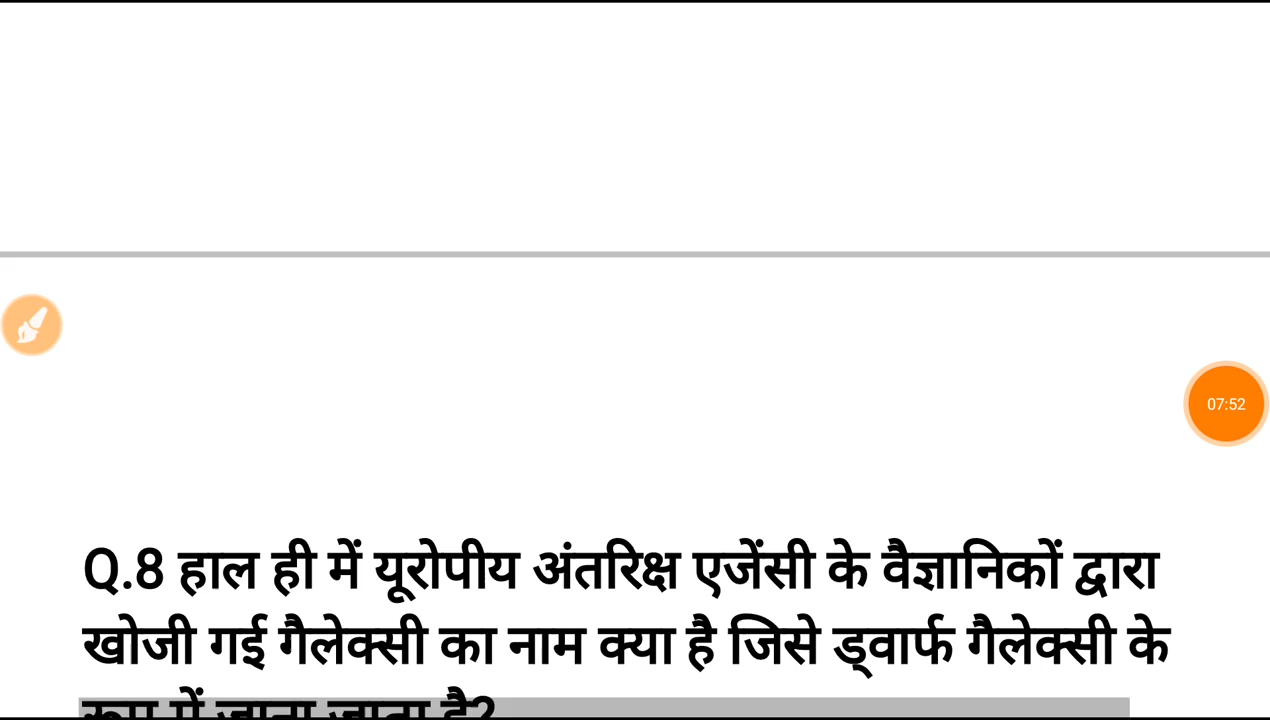 07:52
Q.8 हाल ही में यूरोपीय अंतरिक्ष एजेंसी के वैज्ञानिकों द्वारा
खोजी गई गैलेक्सी का नाम क्या है जिसे ड्वार्फ गैलेक्सी के
रूप में जाना जाता है?